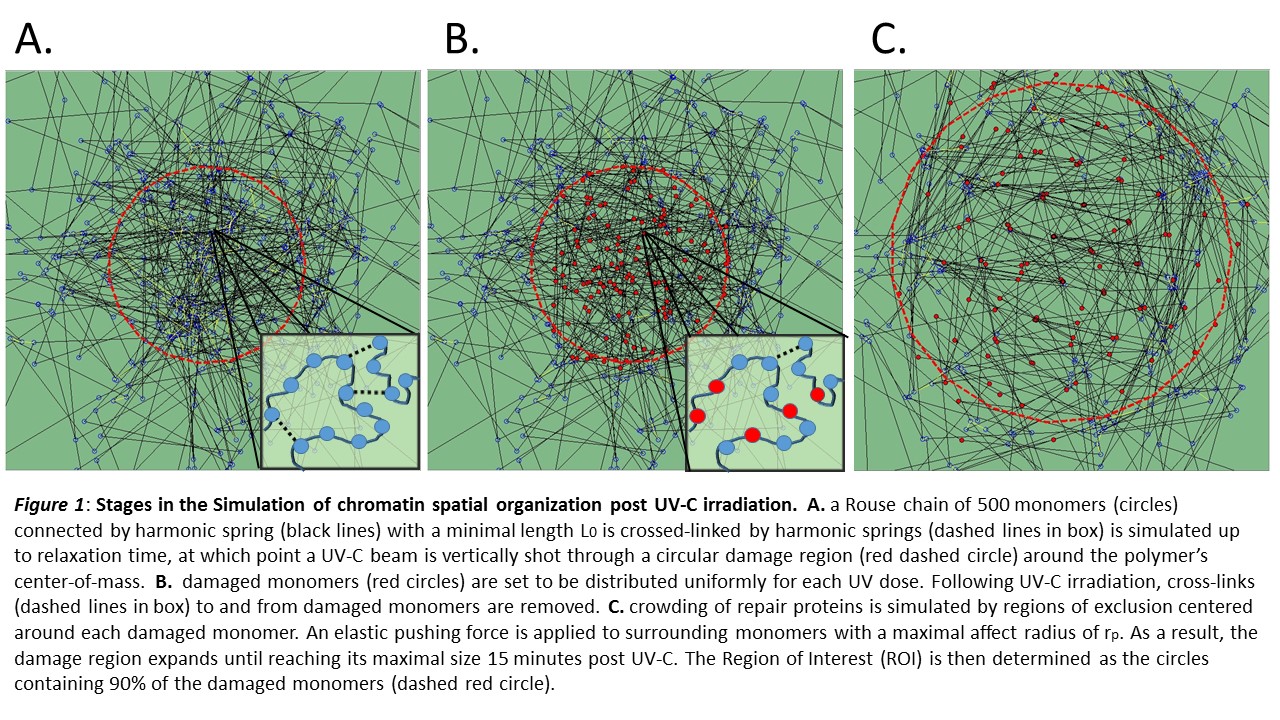 A.
B.
C.
Figure 1: Stages in the Simulation of chromatin spatial organization post UV-C irradiation. A. a Rouse chain of 500 monomers (circles)
connected by harmonic spring (black lines) with a minimal length L0 is crossed-linked by harmonic springs (dashed lines in box) is simulated up
to relaxation time, at which point a UV-C beam is vertically shot through a circular damage region (red dashed circle) around the polymer's
center-of-mass. B. damaged monomers (red circles) are set to be distributed uniformly for each UV dose. Following UV-C irradiation, cross-links
(dashed lines in box) to and from damaged monomers are removed. C. crowding of repair proteins is simulated by regions of exclusion centered
around each damaged monomer. An elastic pushing force is applied to surrounding monomers with a maximal affect radius of rp. As a result, the
damage region expands until reaching its maximal size 15 minutes post UV-C. The Region of Interest (ROI) is then determined as the circles
containing 90% of the damaged monomers (dashed red circle).